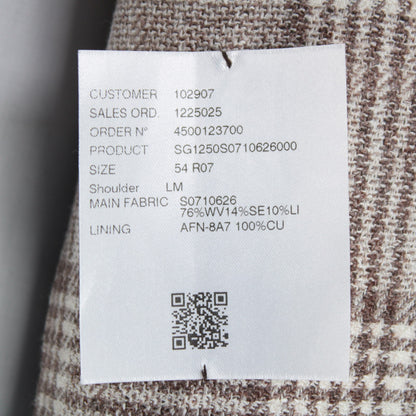 CUSTOMER 102907
SALES ORD. 1225025
ORDER N° 4500123700
PRODUCT SG1250S0710626000
SIZE 54 R07
Shoulder LM
MAIN FABRIC S0710626
76%WV14%SE10%LI
LINING AFN-8A7 100%CU